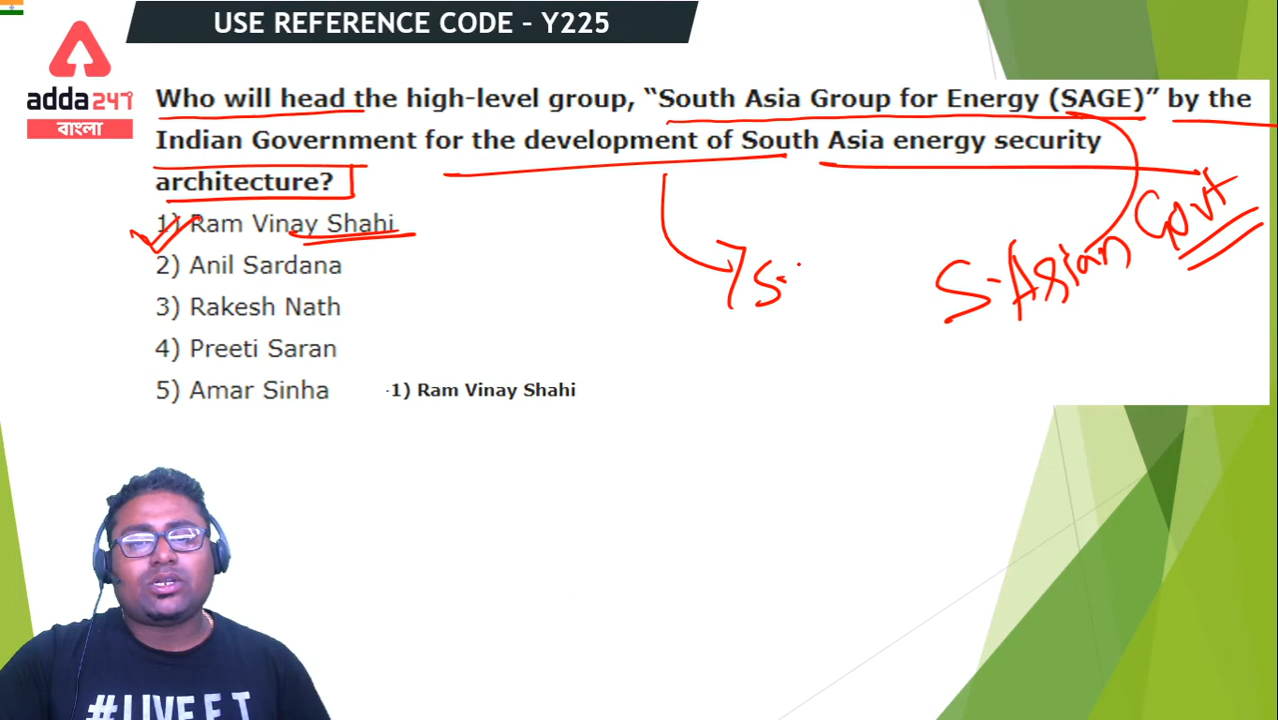 USE REFERENCE CODE - Y225
adda247
বাংলা
Who will head the high-level group, “South Asia Group for Energy (SAGE)” by the
Indian Government for the development of South Asia energy security
architecture?
1) Ram Vinay Shahi
2) Anil Sardana
3) Rakesh Nath
4) Preeti Saran
5) Amar Sinha
1) Ram Vinay Shahi
S-
S-Asian Govt